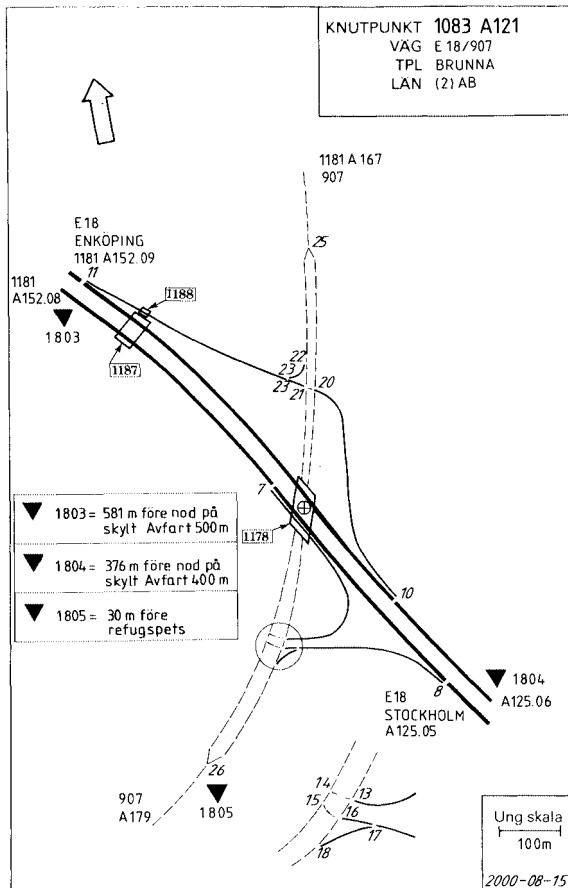 KNUTPUNKT 1083 A121
VÄG E18/907
TPL BRUNNA
LÄN (2) AB
1181 A 167
907
25
E18
ENKÖPING
1181 A152.09
11
1181
A152.08
1188
1803
1187
22
23
23
21
20
7
1803 = 581 m före nod på
skylt Avfart 500m
1178
1804 = 376 m före nod på
skylt Avfart 400 m
10
1805 = 30 m före
refugspets
1804
8
A125.06
E18
STOCKHOLM
A125.05
26
907
A179
1805
14
13
15
16
17
18
Ung skala
100m
2000-08-15